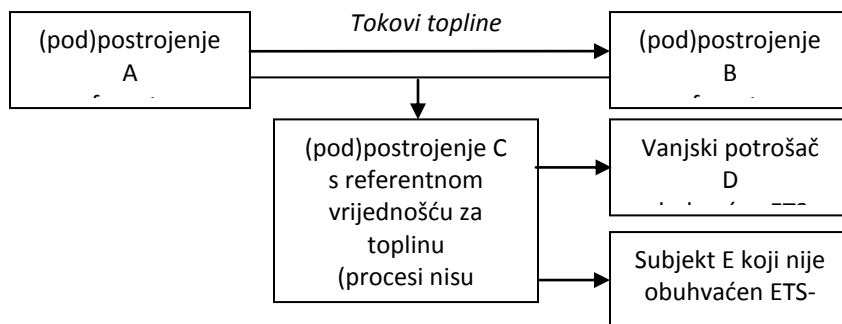 Tokovi topline
(pod)postrojenje
A
(pod)postrojenje
B
(pod)postrojenje C
s referentnom
vrijednošću za
toplinu
(procesi nisu
Vanjski potrošač
D
Subjekt E koji nije
obuhvaćen ETS-